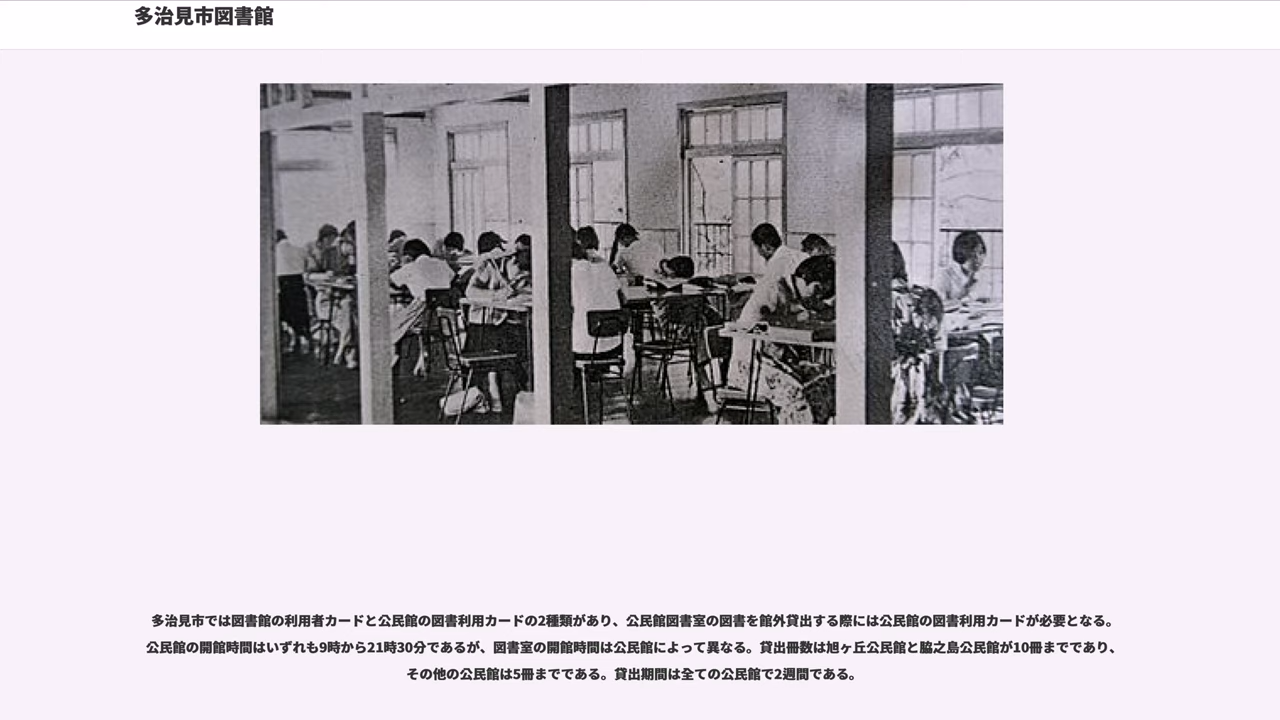 多治見市図書館
多治見市では図書館の利用者カードと公民館の図書利用カードの2種類があり、公民館図書室の図書を館外貸出する際には公民館の図書利用カードが必要となる。
公民館の開館時間はいずれも9時から21時30分であるが、図書室の開館時間は公民館によって異なる。貸出冊数は旭ヶ丘公民館と脇之島公民館が10冊まででであり、
その他の公民館は5冊までである。貸出期間は全ての公民館で2週間である。